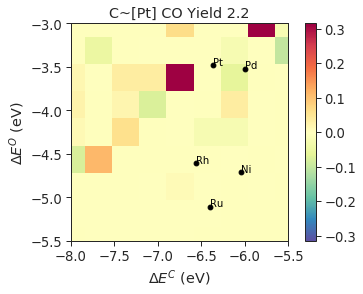 C~[Pt] CO Yield 2.2
−3.0
−3.5
−4.0
−4.5
−5.0
−5.5
ΔE^O (eV)
Pt
Pd
Rh
Ni
Ru
−8.0 −7.5 −7.0 −6.5 −6.0 −5.5
ΔE^C (eV)
0.3
0.2
0.1
0.0
−0.1
−0.2
−0.3